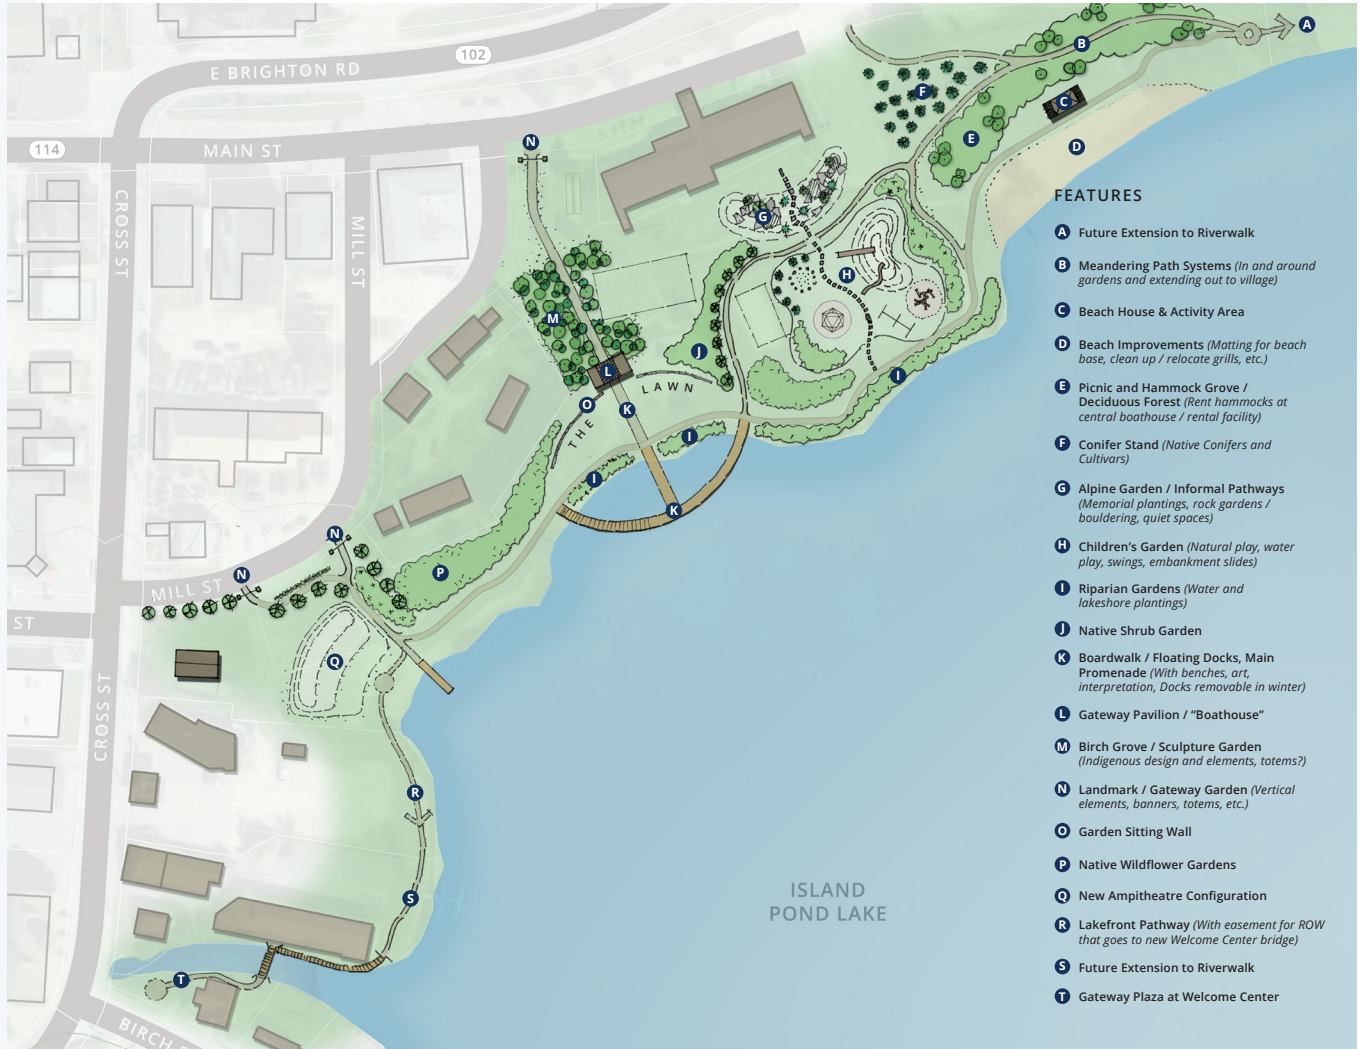 A
102
B
E BRIGHTON RD
F
C
N
E
114
MAIN ST
D
CROSS ST
MILL ST
G
H
M
J
L
LAWN
I
O
K
THE
I
I
K
N
P
N
MILL ST
ST
Q
CROSS ST
R
S
T
BIRCH S
ISLAND
POND LAKE
FEATURES
A Future Extension to Riverwalk
B Meandering Path Systems (In and around
gardens and extending out to village)
C Beach House & Activity Area
D Beach Improvements (Matting for beach
base, clean up / relocate grills, etc.)
E Picnic and Hammock Grove /
Deciduous Forest (Rent hammocks at
central boathouse / rental facility)
F Conifer Stand (Native Conifers and
Cultivars)
G Alpine Garden / Informal Pathways
(Memorial plantings, rock gardens /
bouldering, quiet spaces)
H Children's Garden (Natural play, water
play, swings, embankment slides)
I Riparian Gardens (Water and
lakeshore plantings)
J Native Shrub Garden
K Boardwalk / Floating Docks, Main
Promenade (With benches, art,
interpretation, Docks removable in winter)
L Gateway Pavilion / “Boathouse”
M Birch Grove / Sculpture Garden
(Indigenous design and elements, totems?)
N Landmark / Gateway Garden (Vertical
elements, banners, totems, etc.)
O Garden Sitting Wall
P Native Wildflower Gardens
Q New Ampitheatre Configuration
R Lakefront Pathway (With easement for ROW
that goes to new Welcome Center bridge)
S Future Extension to Riverwalk
T Gateway Plaza at Welcome Center